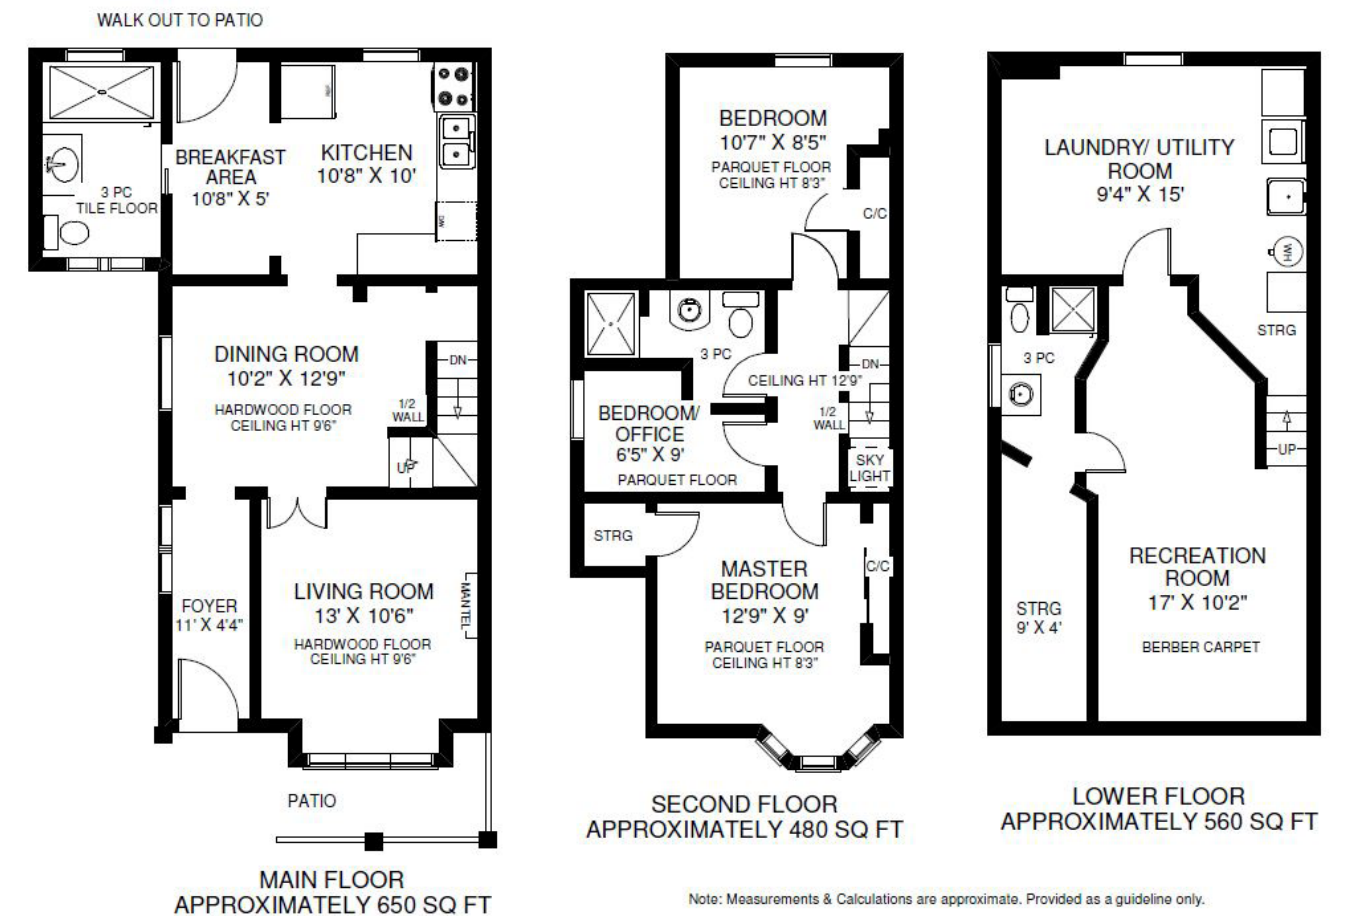 WALK OUT TO PATIO
REF
BREAKFAST
AREA
10'8" X 5'
KITCHEN
10'8" X 10'
3 PC
TILE FLOOR
DW
DINING ROOM
10'2" X 12'9"
HARDWOOD FLOOR
CEILING HT 9'6"
1/2
WALL
DN
UP
FOYER
11' X 4'4"
LIVING ROOM
13' X 10'6"
HARDWOOD FLOOR
CEILING HT 9'6"
MANTEL
PATIO
MAIN FLOOR
APPROXIMATELY 650 SQ FT
BEDROOM
10'7" X 8'5"
PARQUET FLOOR
CEILING HT 8'3"
C/C
3 PC
CEILING HT 12'9"
DN
1/2
WALL
BEDROOM/
OFFICE
6'5" X 9'
PARQUET FLOOR
SKY
LIGHT
STRG
MASTER
BEDROOM
12'9" X 9'
PARQUET FLOOR
CEILING HT 8'3"
C/C
SECOND FLOOR
APPROXIMATELY 480 SQ FT
LAUNDRY/ UTILITY
ROOM
9'4" X 15'
WH
STRG
3 PC
UP
RECREATION
ROOM
17' X 10'2"
BERBER CARPET
STRG
9' X 4'
LOWER FLOOR
APPROXIMATELY 560 SQ FT
Note: Measurements & Calculations are approximate. Provided as a guideline only.